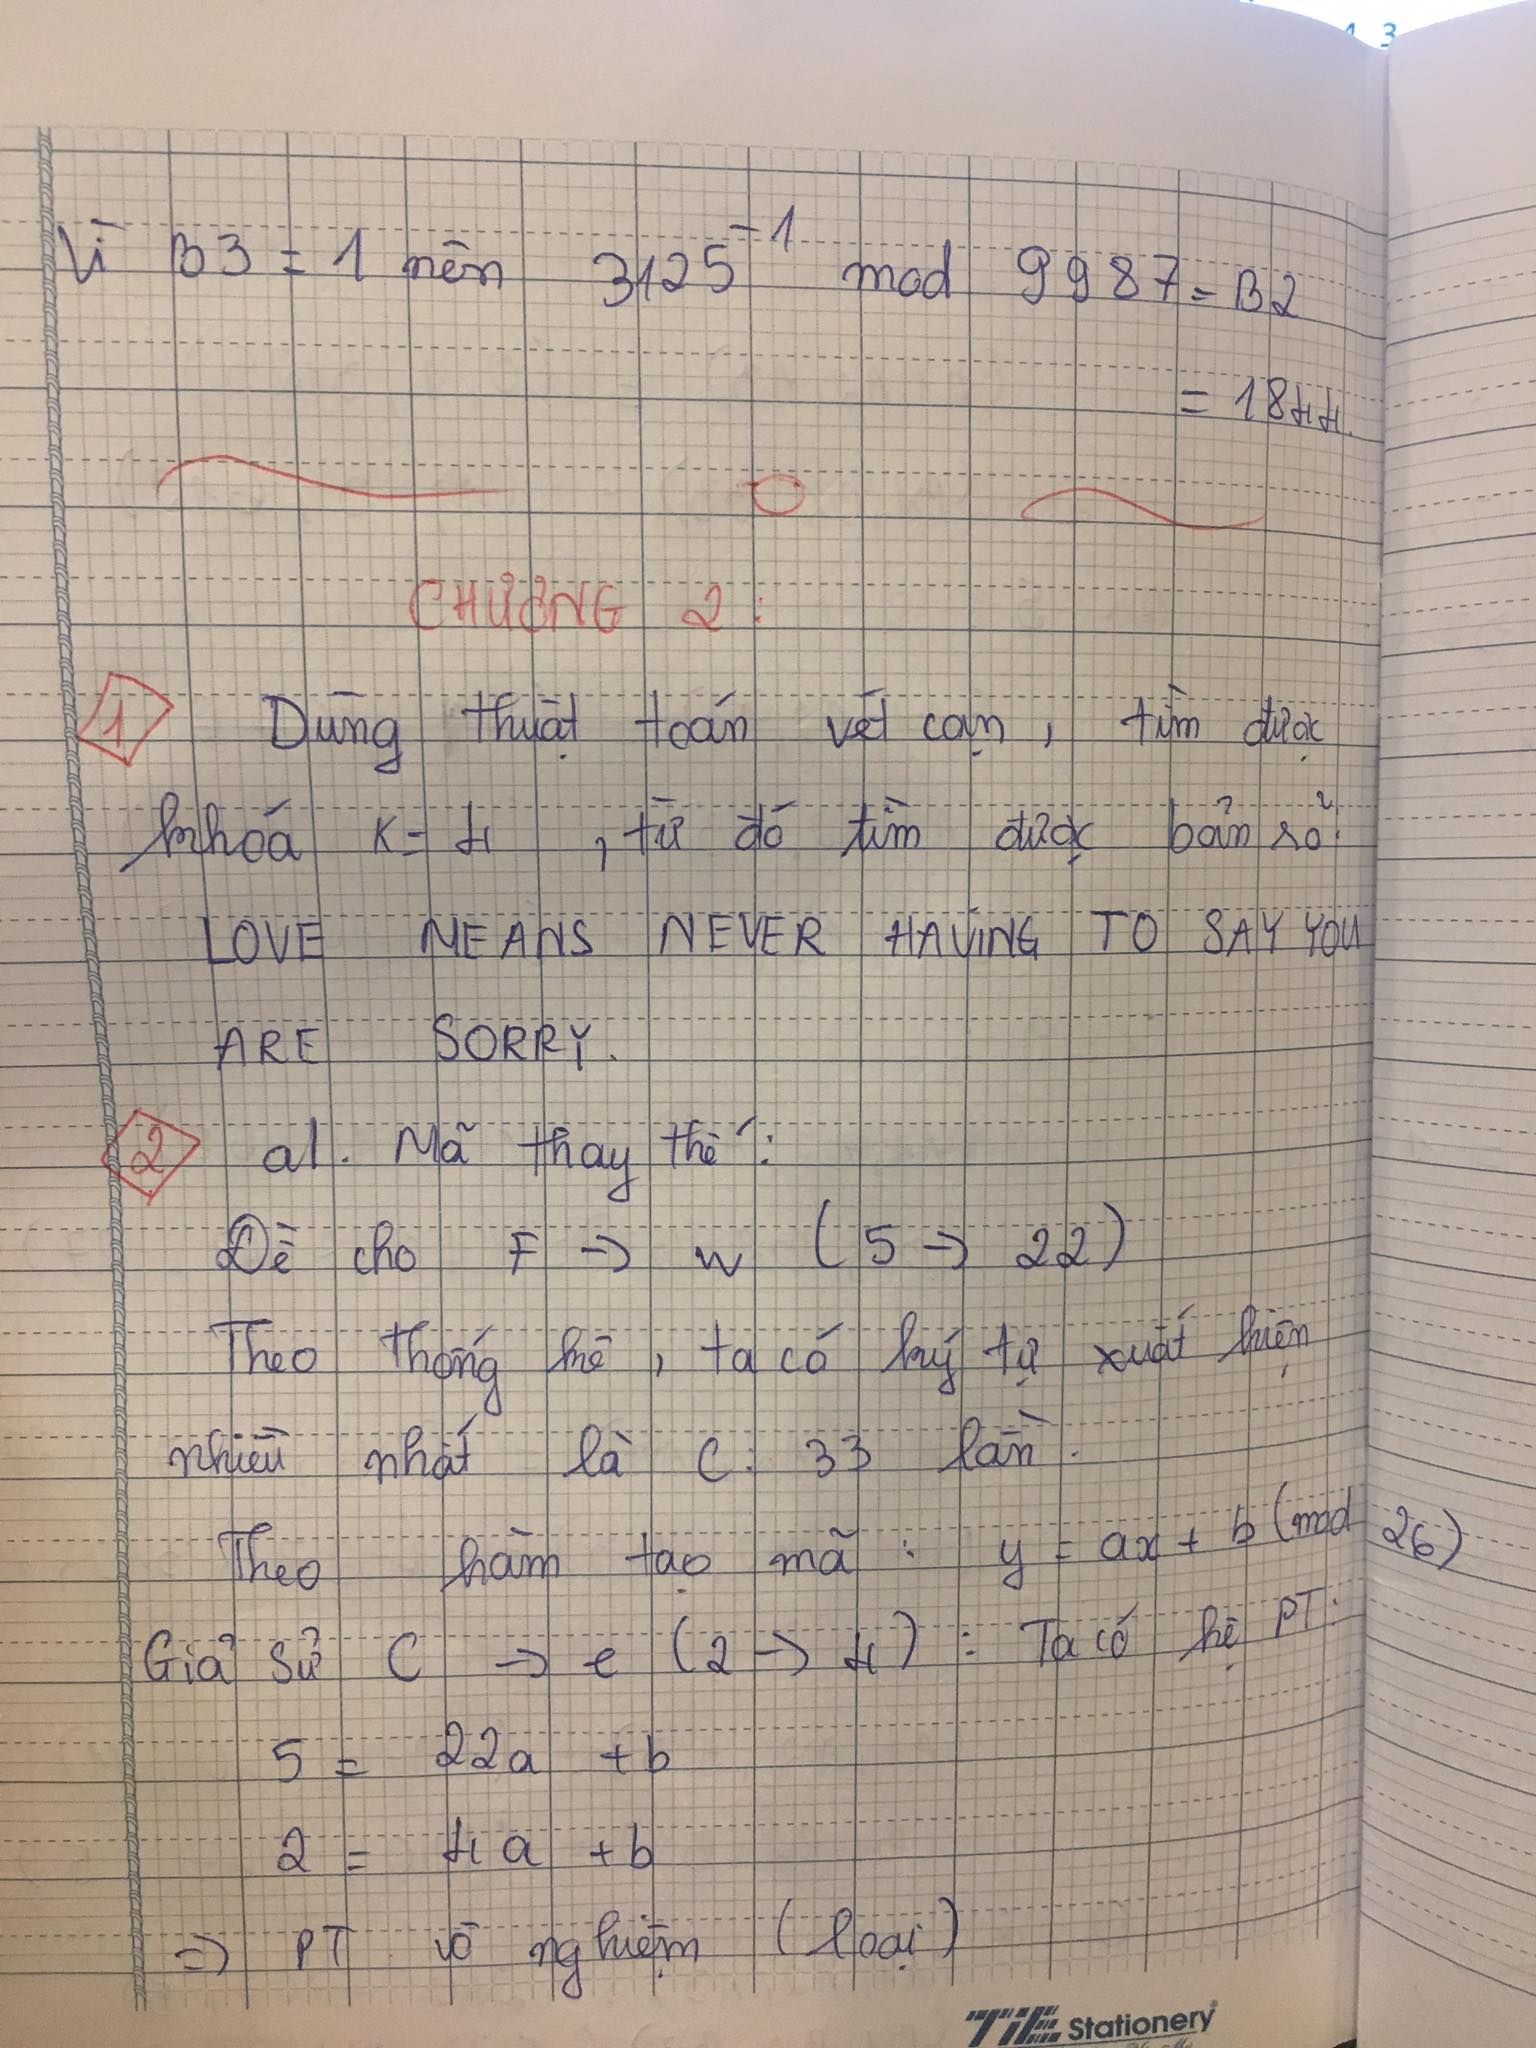 Vì B3 = 1 nên 3125⁻¹ mod 9987 = B2
= 1844.
CHƯƠNG 2:
1 Dùng thuật toán vét cạn, tìm được
khoá K = 4, từ đó tìm được bản rõ:
LOVE MEANS NEVER HAVING TO SAY YOU
ARE SORRY.
2 a/. Mã thay thế:
Đề cho F → W (5 → 22)
Theo thống kê, ta có ký tự xuất hiện
nhiều nhất là C: 33 lần.
Theo hàm tạo mã: y = ax + b (mod 26)
Giả sử C → e (2 → 4): Ta có hệ PT:
5 = 22a + b
2 = 4a + b
=> PT vô nghiệm (loại)
TiE Stationery